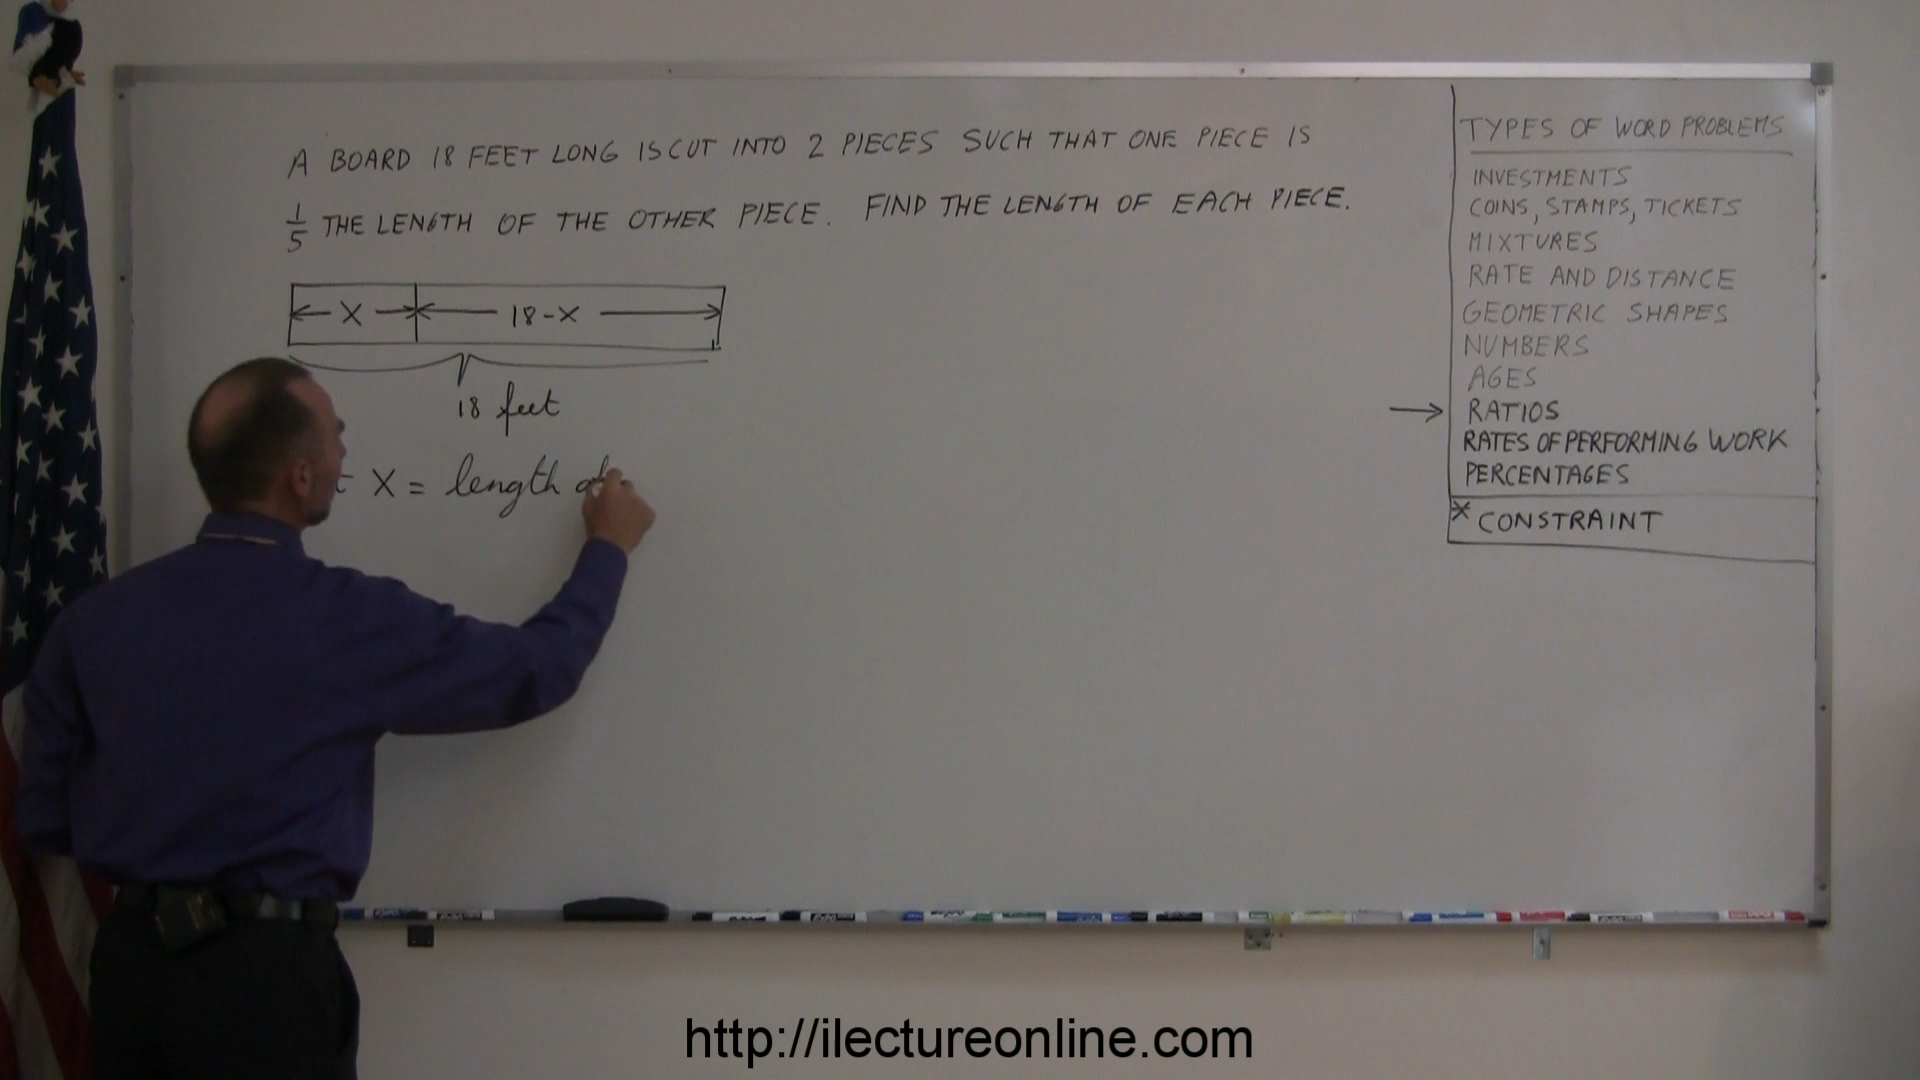 A BOARD 18 FEET LONG IS CUT INTO 2 PIECES SUCH THAT ONE PIECE IS
1/5 THE LENGTH OF THE OTHER PIECE. FIND THE LENGTH OF EACH PIECE.
X 18-X
18 feet
X = length
TYPES OF WORD PROBLEMS
INVESTMENTS
COINS, STAMPS, TICKETS
MIXTURES
RATE AND DISTANCE
GEOMETRIC SHAPES
NUMBERS
AGES
→ RATIOS
RATES OF PERFORMING WORK
PERCENTAGES
* CONSTRAINT
http://ilectureonline.com